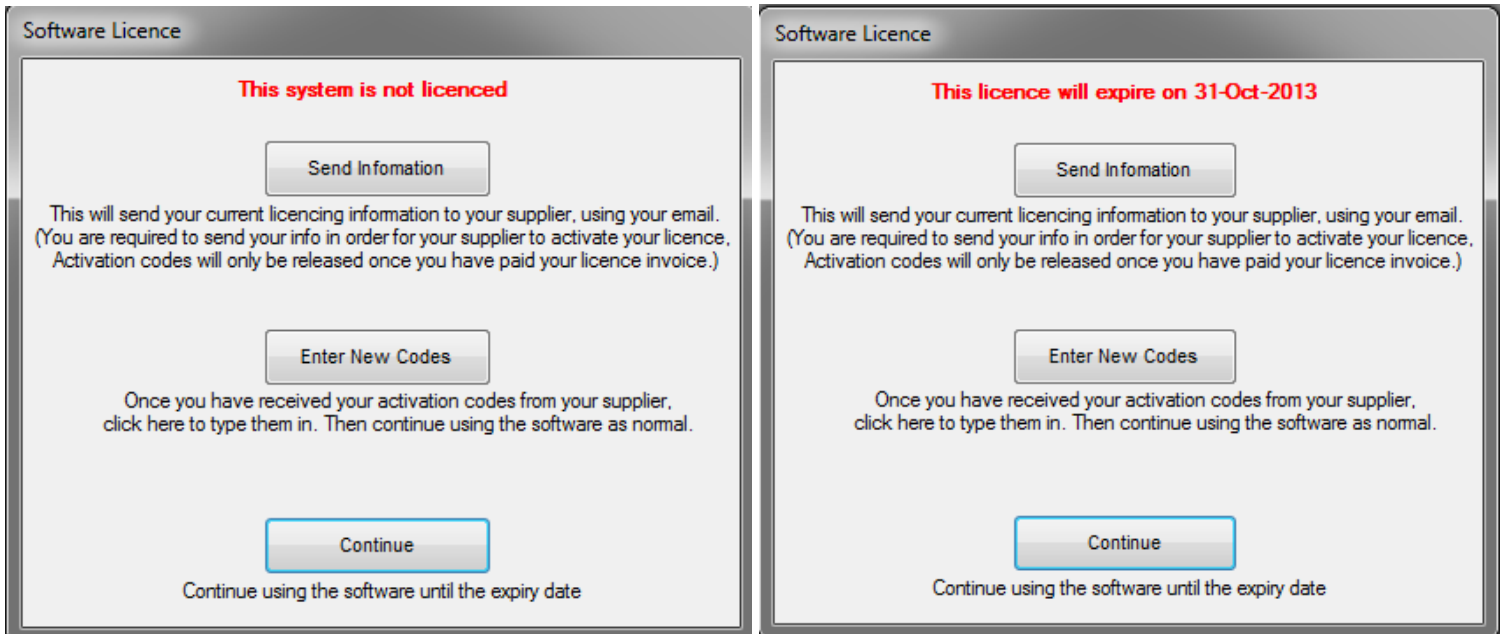 Software Licence
This system is not licenced
Send Infomation
This will send your current licencing information to your supplier, using your email.
(You are required to send your info in order for your supplier to activate your licence,
Activation codes will only be released once you have paid your licence invoice.)
Enter New Codes
Once you have received your activation codes from your supplier,
click here to type them in. Then continue using the software as normal.
Continue
Continue using the software until the expiry date
Software Licence
This licence will expire on 31-Oct-2013
Send Infomation
This will send your current licencing information to your supplier, using your email.
(You are required to send your info in order for your supplier to activate your licence,
Activation codes will only be released once you have paid your licence invoice.)
Enter New Codes
Once you have received your activation codes from your supplier,
click here to type them in. Then continue using the software as normal.
Continue
Continue using the software until the expiry date